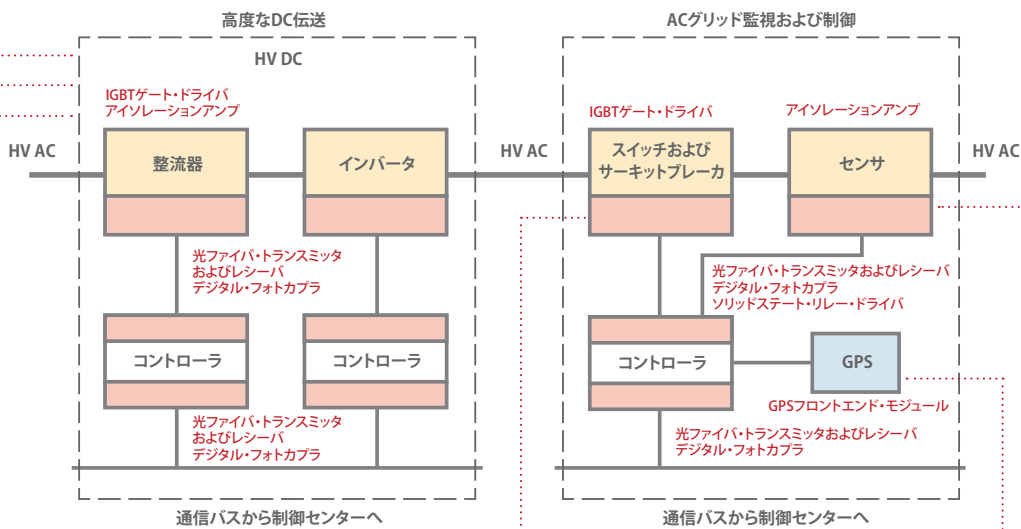 高度なDC伝送
HV DC
IGBTゲート・ドライバ
アイソレーションアンプ
HV AC
整流器
インバータ
光ファイバ・トランスミッタ
およびレシーバ
デジタル・フォトカプラ
コントローラ
コントローラ
光ファイバ・トランスミッタ
およびレシーバ
デジタル・フォトカプラ
通信バスから制御センターへ
HV AC
ACグリッド監視および制御
IGBTゲート・ドライバ
アイソレーションアンプ
スイッチおよび
サーキットブレーカ
センサ
HV AC
光ファイバ・トランスミッタおよびレシーバ
デジタル・フォトカプラ
ソリッドステート・リレー・ドライバ
コントローラ
GPS
GPSフロントエンド・モジュール
光ファイバ・トランスミッタおよびレシーバ
デジタル・フォトカプラ
通信バスから制御センターへ